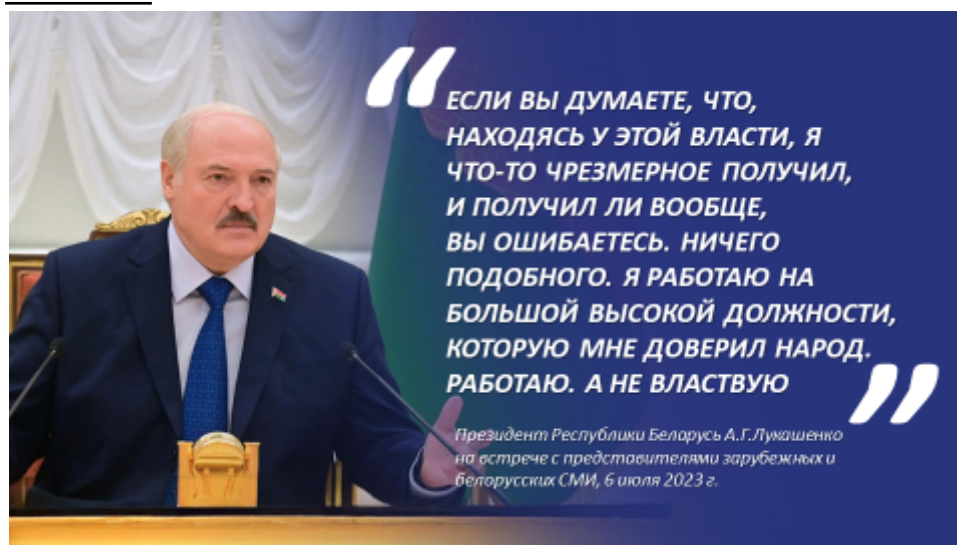 “
ЕСЛИ ВЫ ДУМАЕТЕ, ЧТО,
НАХОДЯСЬ У ЭТОЙ ВЛАСТИ, Я
ЧТО-ТО ЧРЕЗМЕРНОЕ ПОЛУЧИЛ,
И ПОЛУЧИЛ ЛИ ВООБЩЕ,
ВЫ ОШИБАЕТЕСЬ. НИЧЕГО
ПОДОБНОГО. Я РАБОТАЮ НА
БОЛЬШОЙ ВЫСОКОЙ ДОЛЖНОСТИ,
КОТОРУЮ МНЕ ДОВЕРИЛ НАРОД.
РАБОТАЮ. А НЕ ВЛАСТВУЮ
”
Президент Республики Беларусь А.Г.Лукашенко
на встрече с представителями зарубежных и
белорусских СМИ, 6 июля 2023 г.